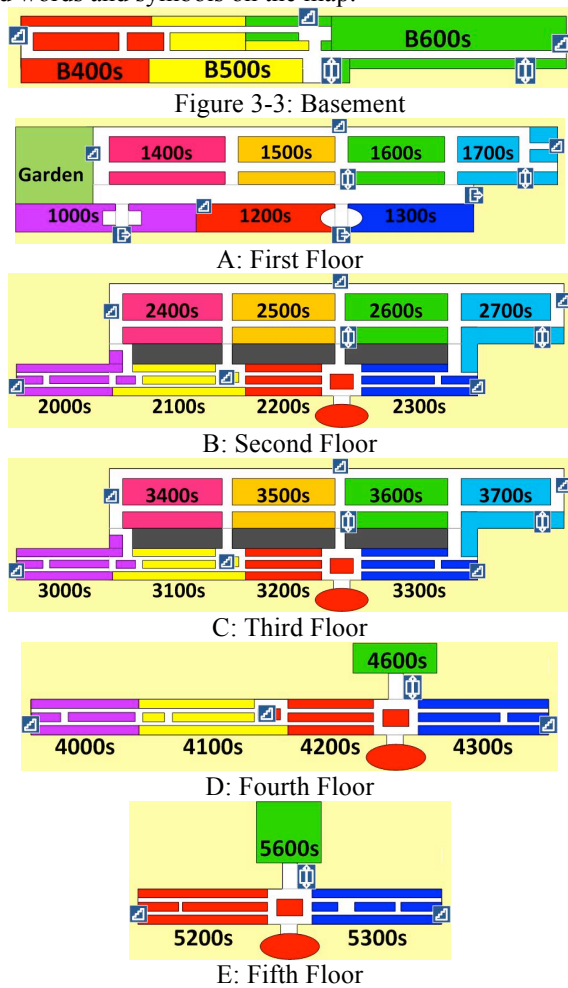 d words and symbols on the map.
B600s
B400s B500s
Figure 3-3: Basement
1400s 1500s 1600s 1700s
Garden
1000s 1200s 1300s
A: First Floor
2400s 2500s 2600s 2700s
2000s 2100s 2200s 2300s
B: Second Floor
3400s 3500s 3600s 3700s
3000s 3100s 3200s 3300s
C: Third Floor
4600s
4000s 4100s 4200s 4300s
D: Fourth Floor
5600s
5200s 5300s
E: Fifth Floor